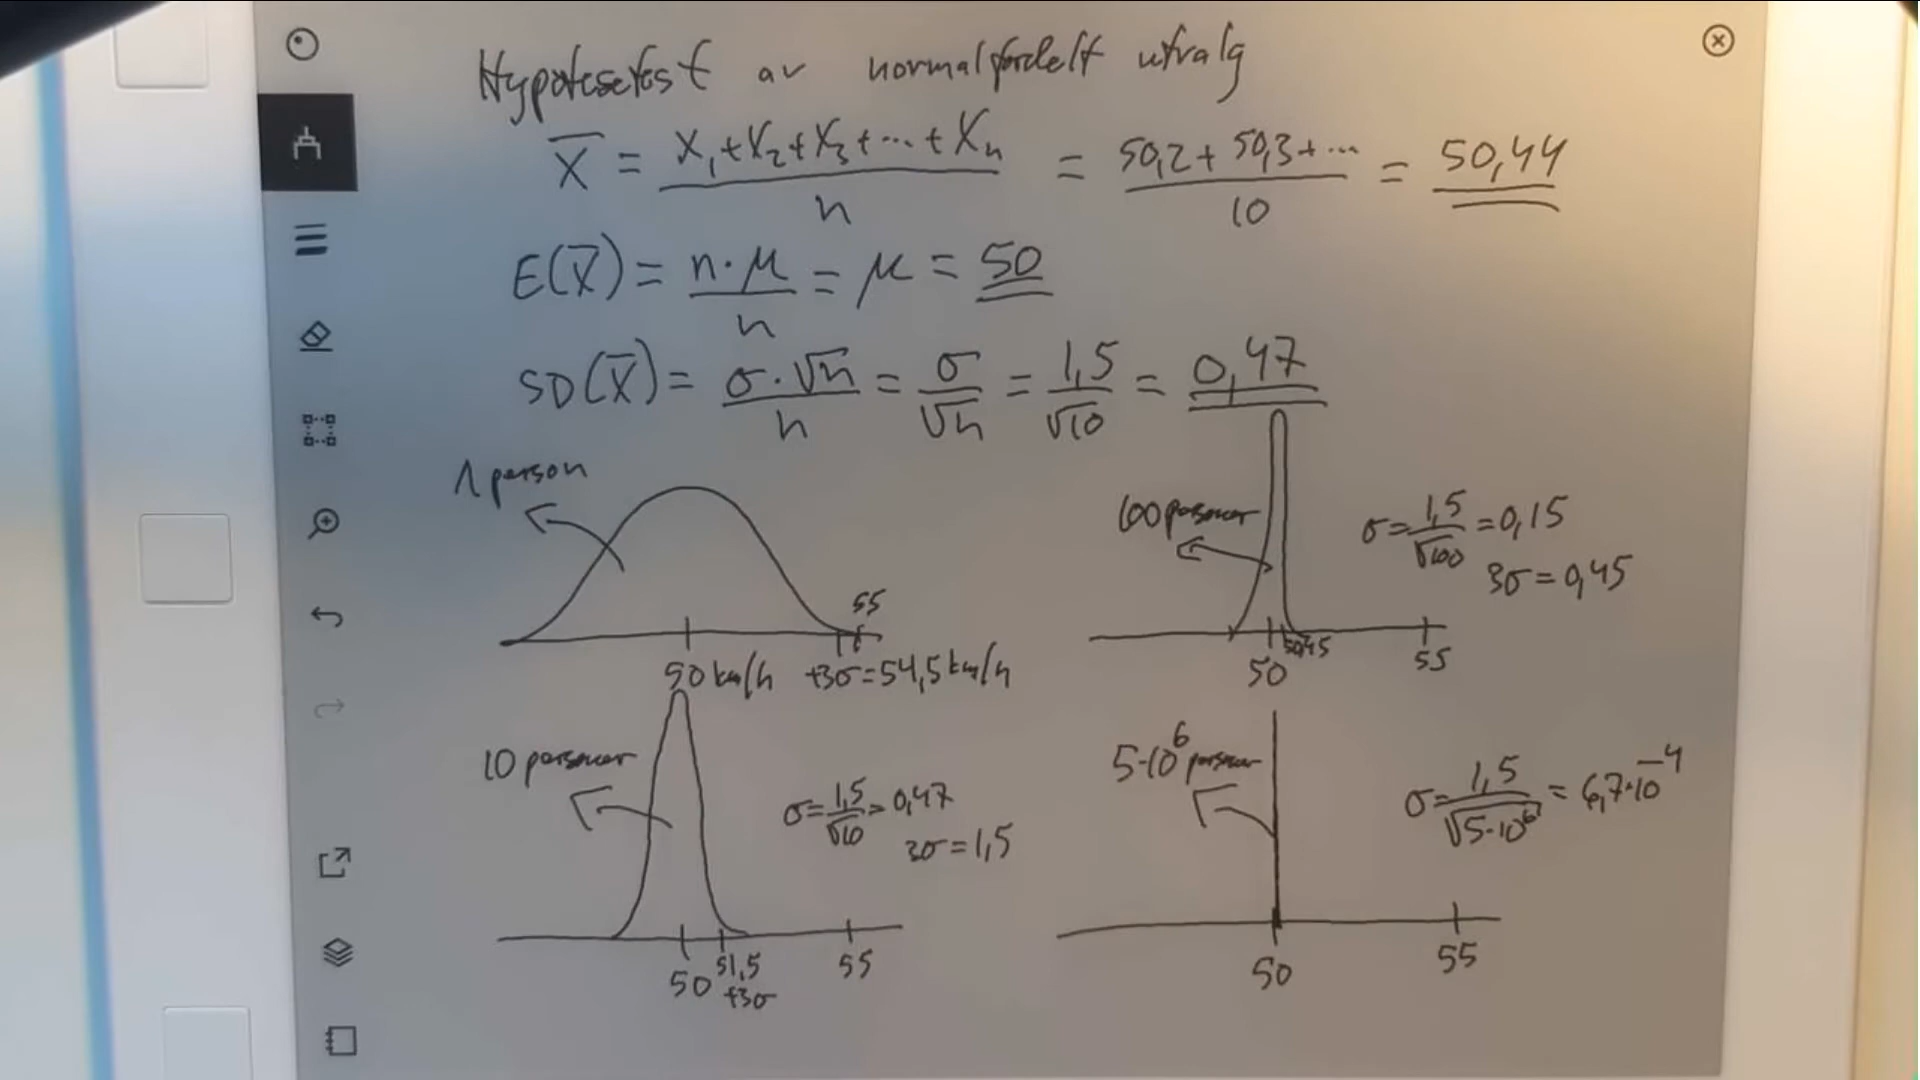 Hypotesetest av normalfordelt utvalg
X̄ = (X₁+X₂+X₃+...+Xₙ)/n = (50,2+50,3+...)/10 = 50,44
E(X̄) = (n·μ)/n = μ = 50
SD(X̄) = (σ·√n)/n = σ/√n = 1,5/√10 = 0,47
1 person
55
50 km/h +3σ=54,5 km/h
100 personer
σ = 1,5/√100 = 0,15
3σ = 0,45
50 50,45 55
10 personer
σ = 1,5/√10 = 0,47
3σ = 1,5
50 51,5 55
+3σ
5·10⁶ personer
σ = 1,5/√(5·10⁶) = 6,7·10⁻⁴
50 55